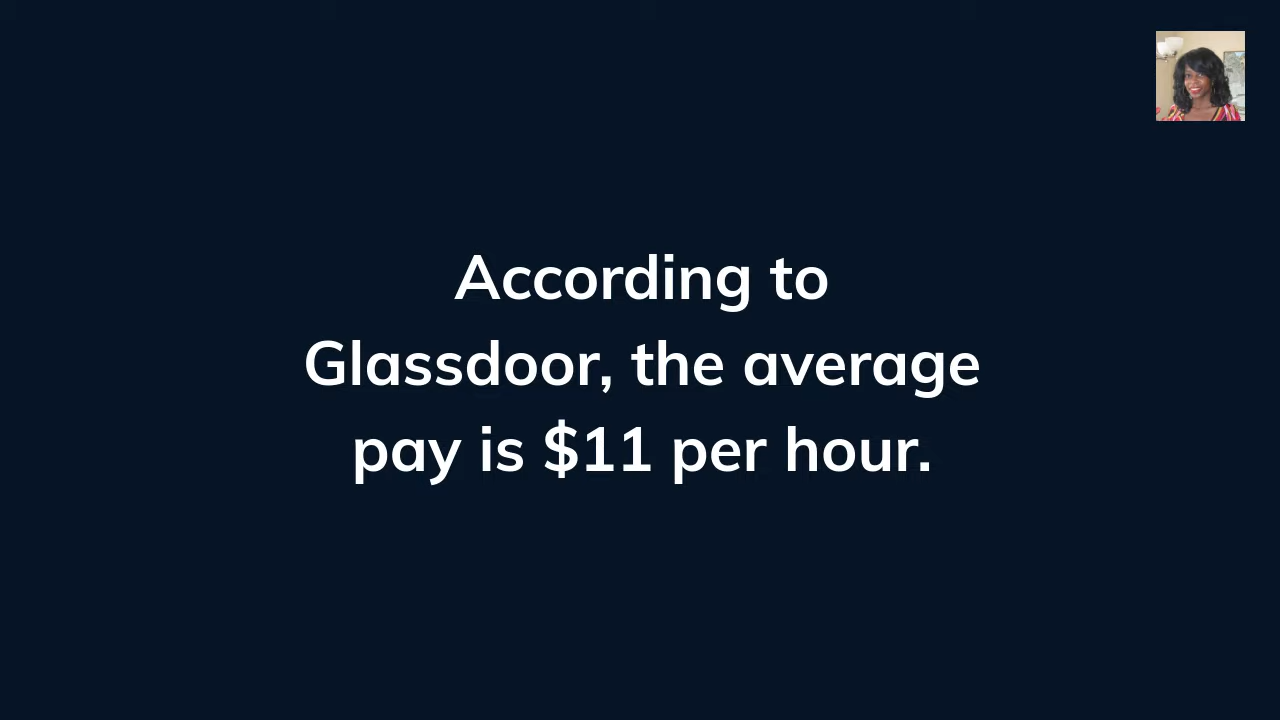 According to
Glassdoor, the average
pay is $11 per hour.